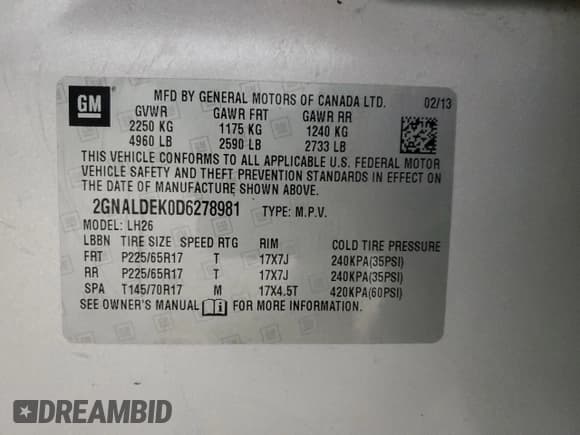 GM
MFD BY GENERAL MOTORS OF CANADA LTD. 02/13
GVWR GAWR FRT GAWR RR
2250 KG 1175 KG 1240 KG
4960 LB 2590 LB 2733 LB
THIS VEHICLE CONFORMS TO ALL APPLICABLE U.S. FEDERAL MOTOR
VEHICLE SAFETY AND THEFT PREVENTION STANDARDS IN EFFECT ON
THE DATE OF MANUFACTURE SHOWN ABOVE.
2GNALDEK0D6278981 TYPE: M.P.V.
MODEL: LH26
LBBN TIRE SIZE SPEED RTG RIM COLD TIRE PRESSURE
FRT P225/65R17 T 17X7J 240KPA(35PSI)
RR P225/65R17 T 17X7J 240KPA(35PSI)
SPA T145/70R17 M 17X4.5T 420KPA(60PSI)
SEE OWNER'S MANUAL FOR MORE INFORMATION.
DREAMBID